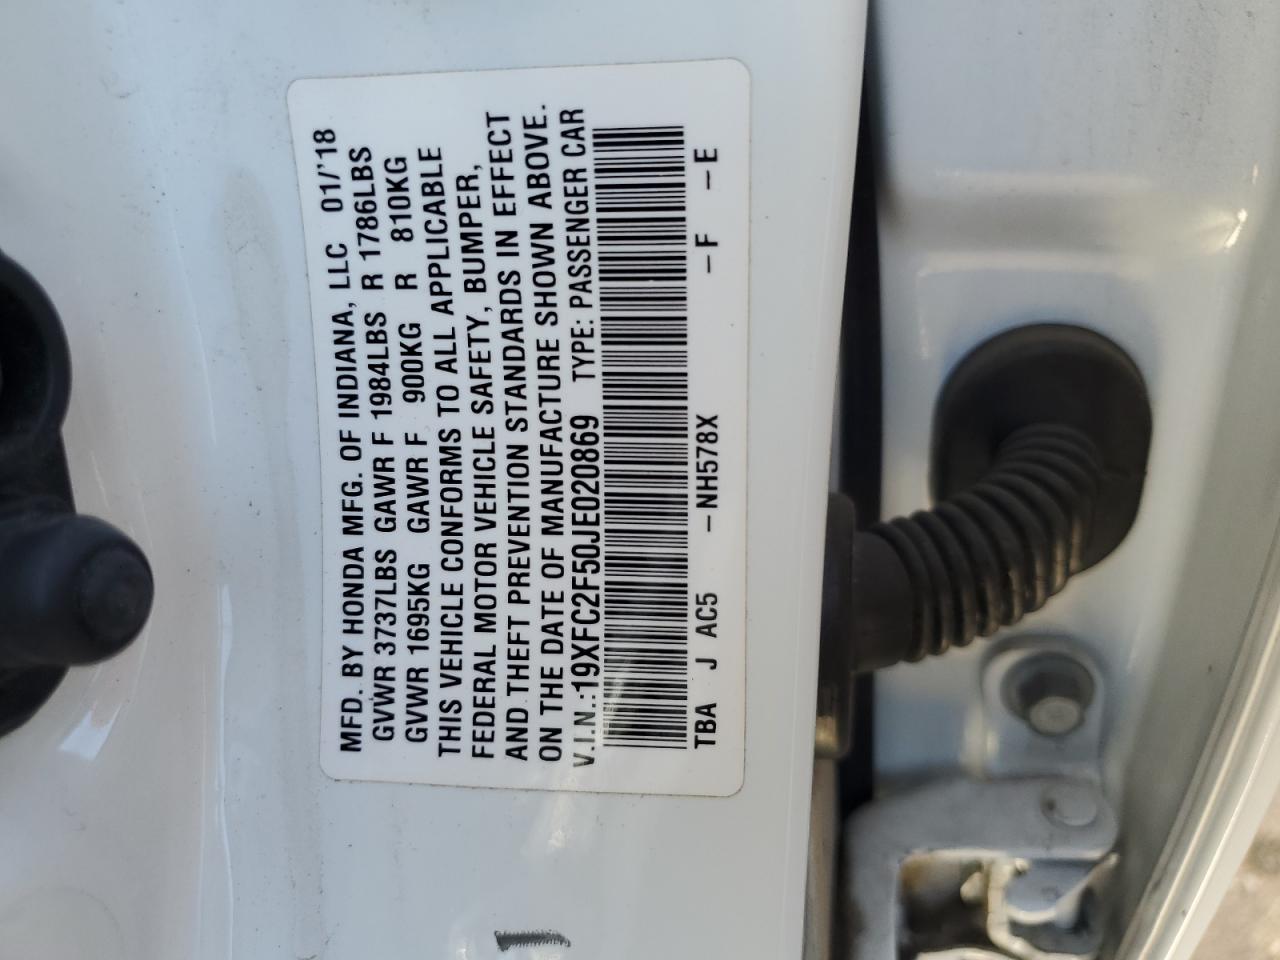 MFD. BY HONDA MFG. OF INDIANA, LLC 01/'18
GVWR 3737LBS GAWR F 1984LBS R 1786LBS
GVWR 1695KG GAWR F 900KG R 810KG
THIS VEHICLE CONFORMS TO ALL APPLICABLE
FEDERAL MOTOR VEHICLE SAFETY, BUMPER,
AND THEFT PREVENTION STANDARDS IN EFFECT
ON THE DATE OF MANUFACTURE SHOWN ABOVE.
V.I.N.:19XFC2F50JE020869 TYPE: PASSENGER CAR
TBA J AC5 –NH578X –F –E
1